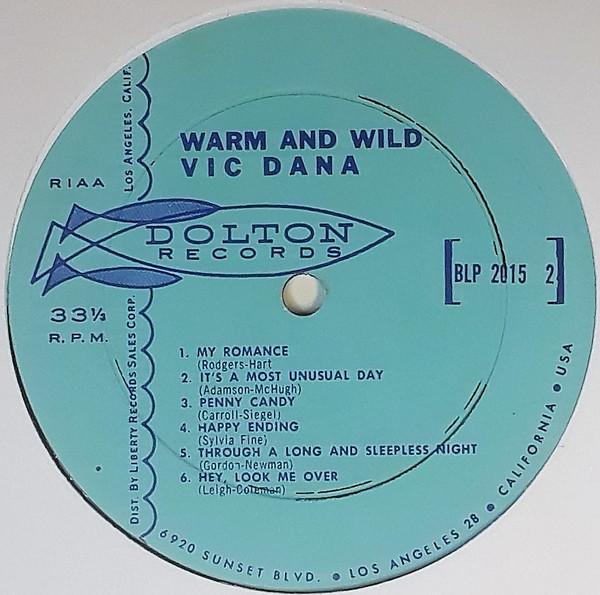 WARM AND WILD
VIC DANA
RIAA
LOS ANGELES, CALIF.
DOLTON
RECORDS
BLP 2015 2
33⅓
R.P.M.
DIST. BY LIBERTY RECORDS SALES CORP.
1. MY ROMANCE
(Rodgers-Hart
2. IT'S A MOST UNUSUAL DAY
(Adamson-McHugh)
3. PENNY CANDY
(Carroll-Siegel)
4. HAPPY ENDING
(Sylvia Fine)
5. THROUGH A LONG AND SLEEPLESS NIGHT
(Gordon-Newman)
6. HEY, LOOK ME OVER
(Leigh-Coleman)
6920 SUNSET BLVD. ● LOS ANGELES 28 ● CALIFORNIA ● USA